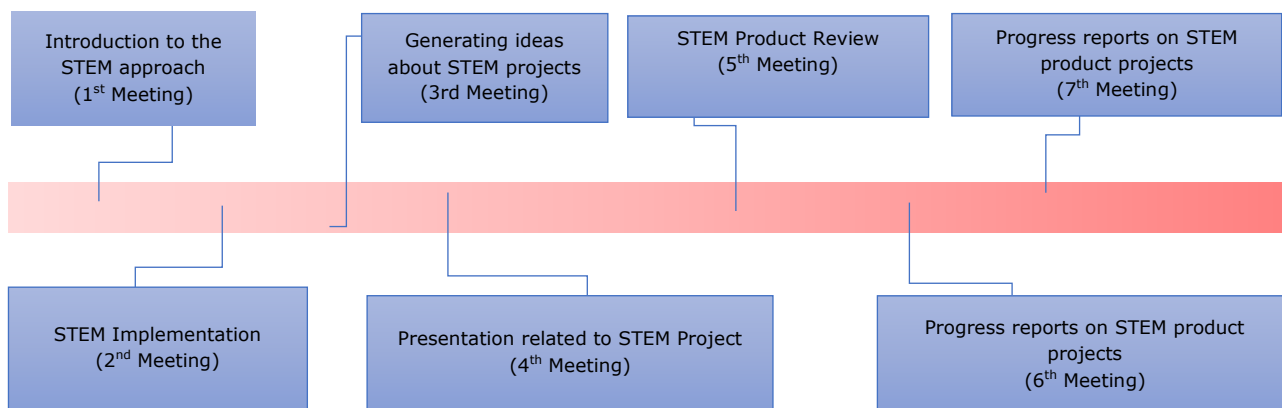 Introduction to the
STEM approach
(1st Meeting)
Generating ideas
about STEM projects
(3rd Meeting)
STEM Product Review
(5th Meeting)
Progress reports on STEM
product projects
(7th Meeting)
STEM Implementation
(2nd Meeting)
Presentation related to STEM Project
(4th Meeting)
Progress reports on STEM product
projects
(6th Meeting)